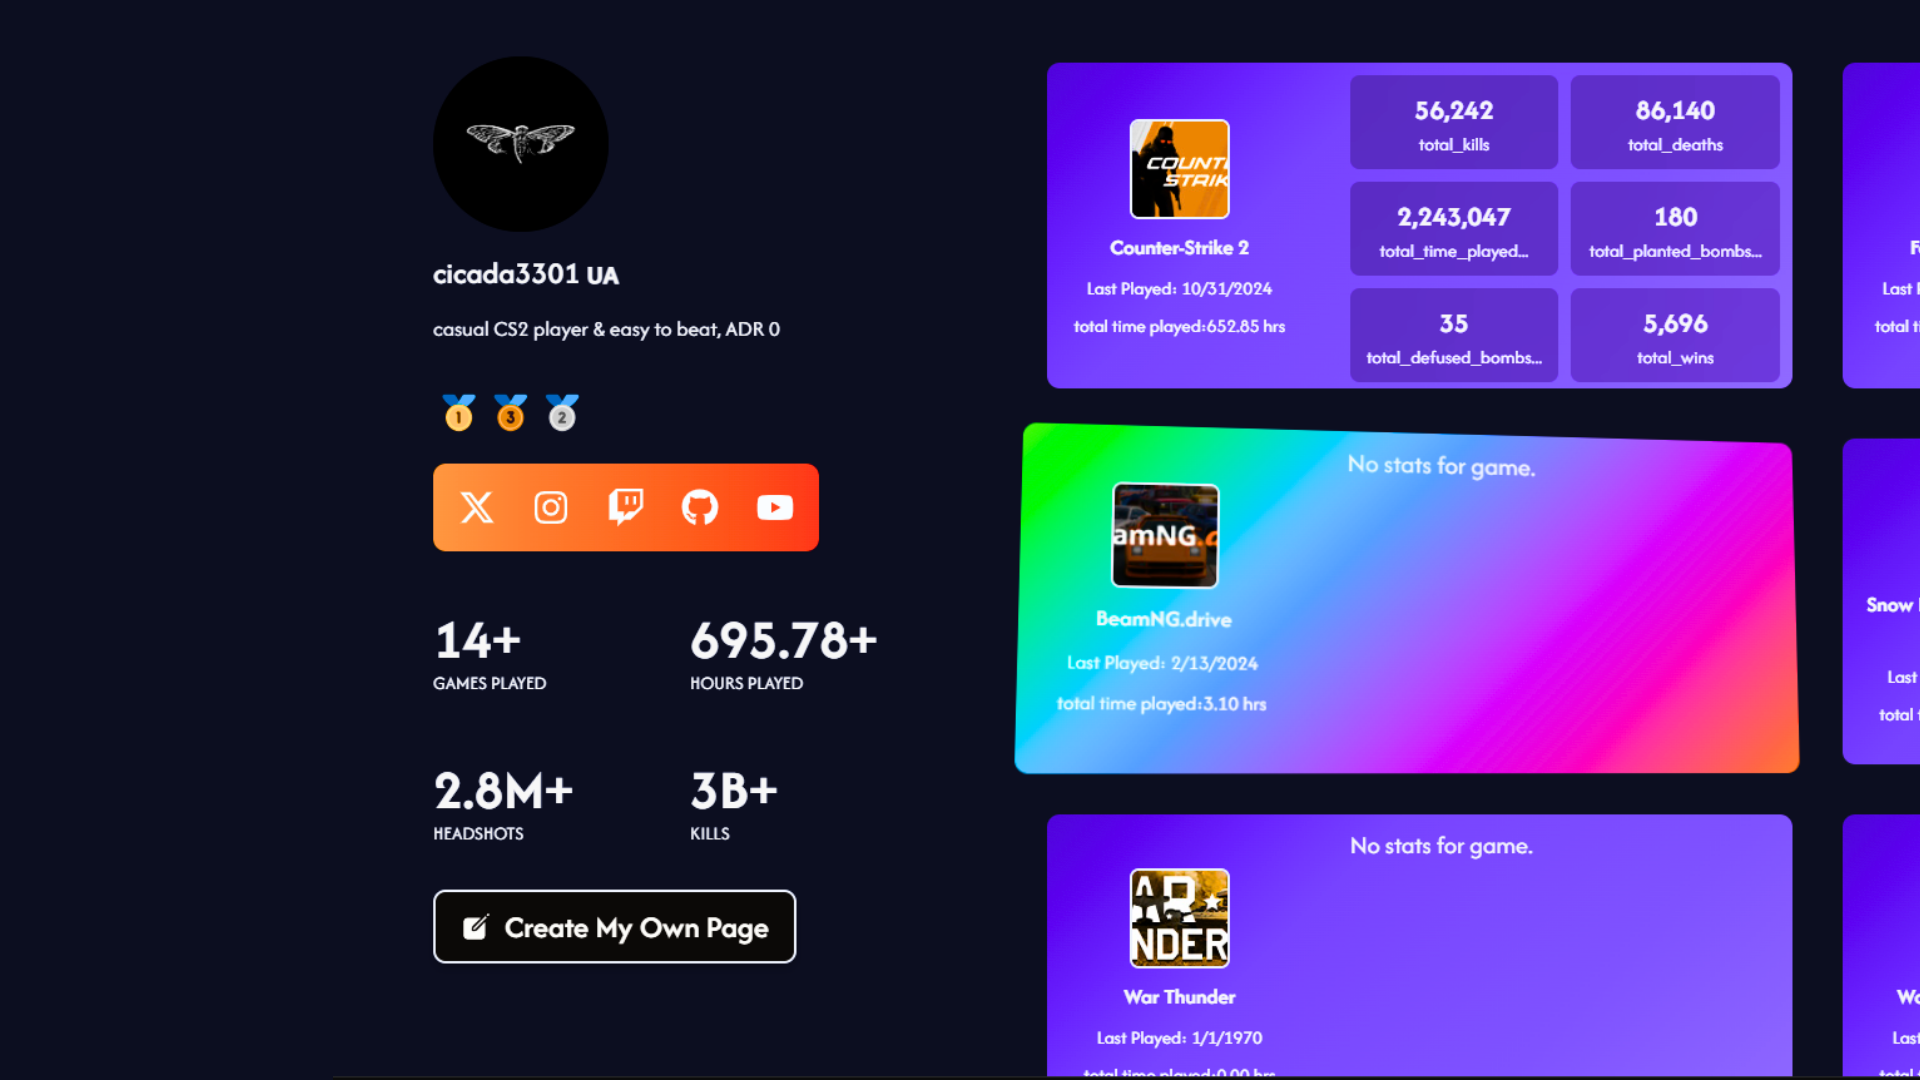 cicada3301 UA
casual CS2 player & easy to beat, ADR 0
1 3 2
14+
GAMES PLAYED
695.78+
HOURS PLAYED
2.8M+
HEADSHOTS
3B+
KILLS
Create My Own Page
COUNT
STRIK
Counter-Strike 2
Last Played: 10/31/2024
total time played:652.85 hrs
56,242
total_kills
86,140
total_deaths
2,243,047
total_time_played...
180
total_planted_bombs...
35
total_defused_bombs...
5,696
total_wins
No stats for game.
amNG.
BeamNG.drive
Last Played: 2/13/2024
total time played:3.10 hrs
No stats for game.
AR
NDER
War Thunder
Last Played: 1/1/1970
total time played:0.00 hrs
Last
total
Snow
Last
total
Last
total